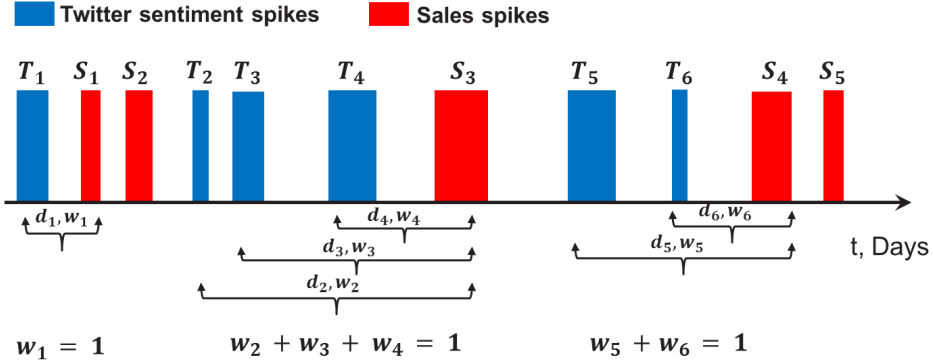 Twitter sentiment spikes Sales spikes
T₁ S₁ S₂ T₂ T₃ T₄ S₃ T₅ T₆ S₄ S₅
d₁,w₁ d₄,w₄ d₆,w₆
d₃,w₃ d₅,w₅ t, Days
d₂,w₂
w₁ = 1 w₂ + w₃ + w₄ = 1 w₅ + w₆ = 1